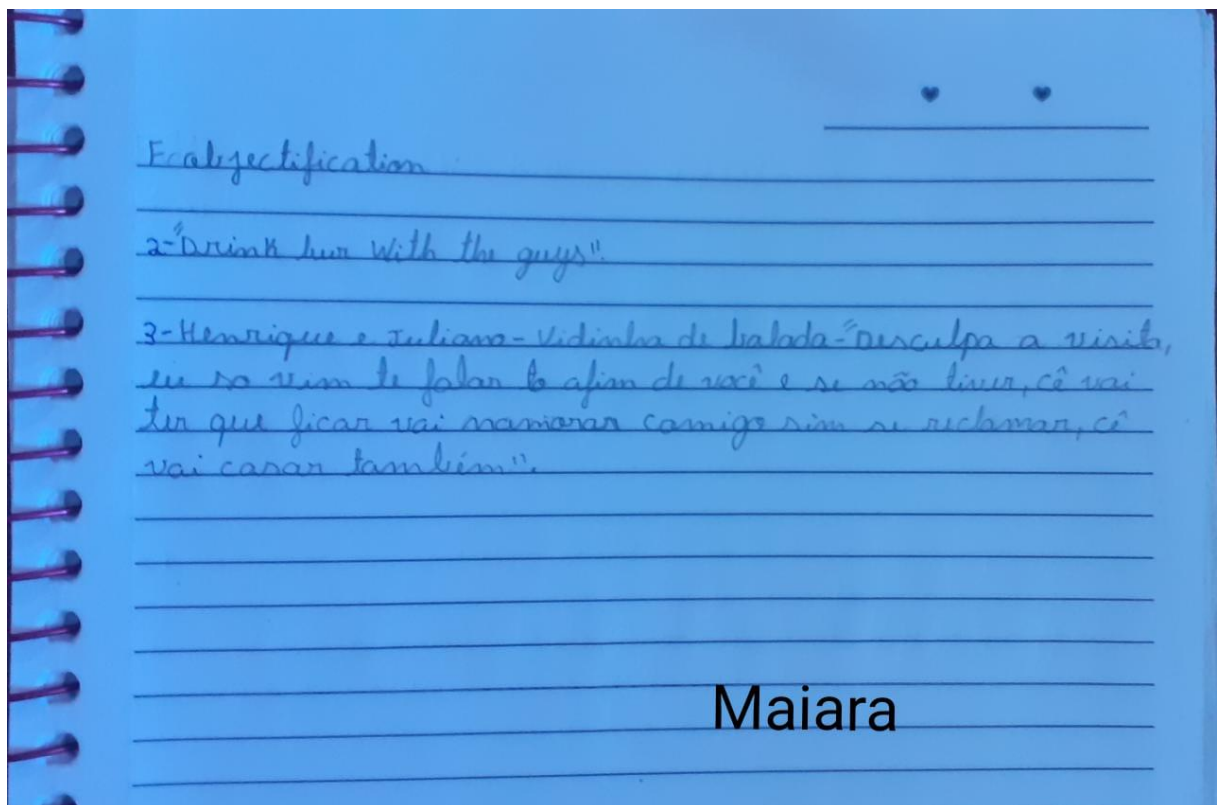 F- objectification
2- "Drink beer With the guys".
3- Henrique e Juliano - Vidinha de balada - "Desculpa a visita,
eu so vim te falar to afim de você e se não tiver, cê vai
ter que ficar vai namorar comigo sim se reclamar, cê
vai casar também".
Maiara